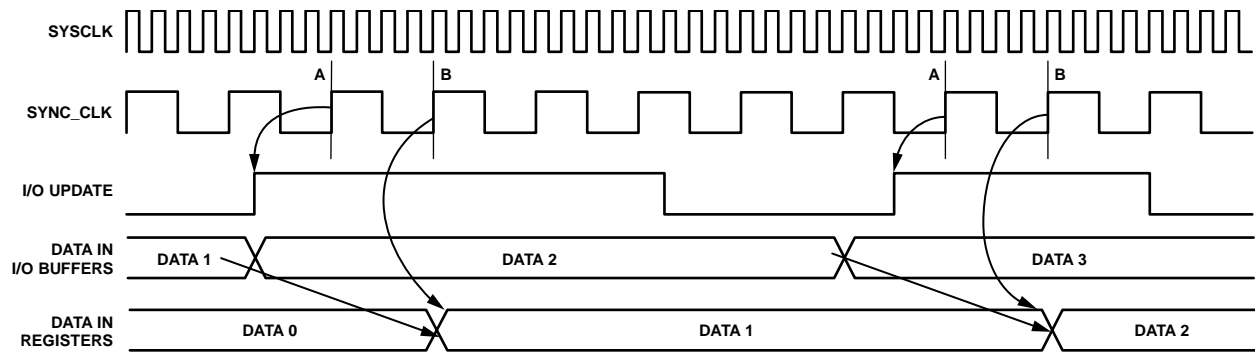 SYSCLK
A B A B
SYNC_CLK
I/O UPDATE
DATA IN
I/O BUFFERS
DATA 1 DATA 2 DATA 3
DATA IN
REGISTERS
DATA 0 DATA 1 DATA 2